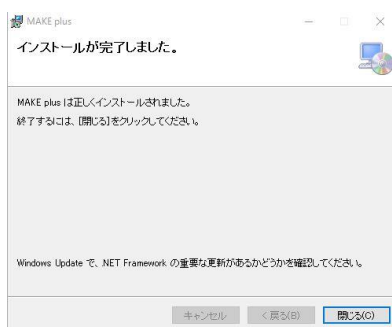 MAKE plus
インストールが完了しました。
MAKE plus は正しくインストールされました。
終了するには、[閉じる]をクリックしてください。
Windows Update で、.NET Framework の重要な更新があるかどうかを確認してください。
キャンセル
< 戻る(B)
閉じる(C)